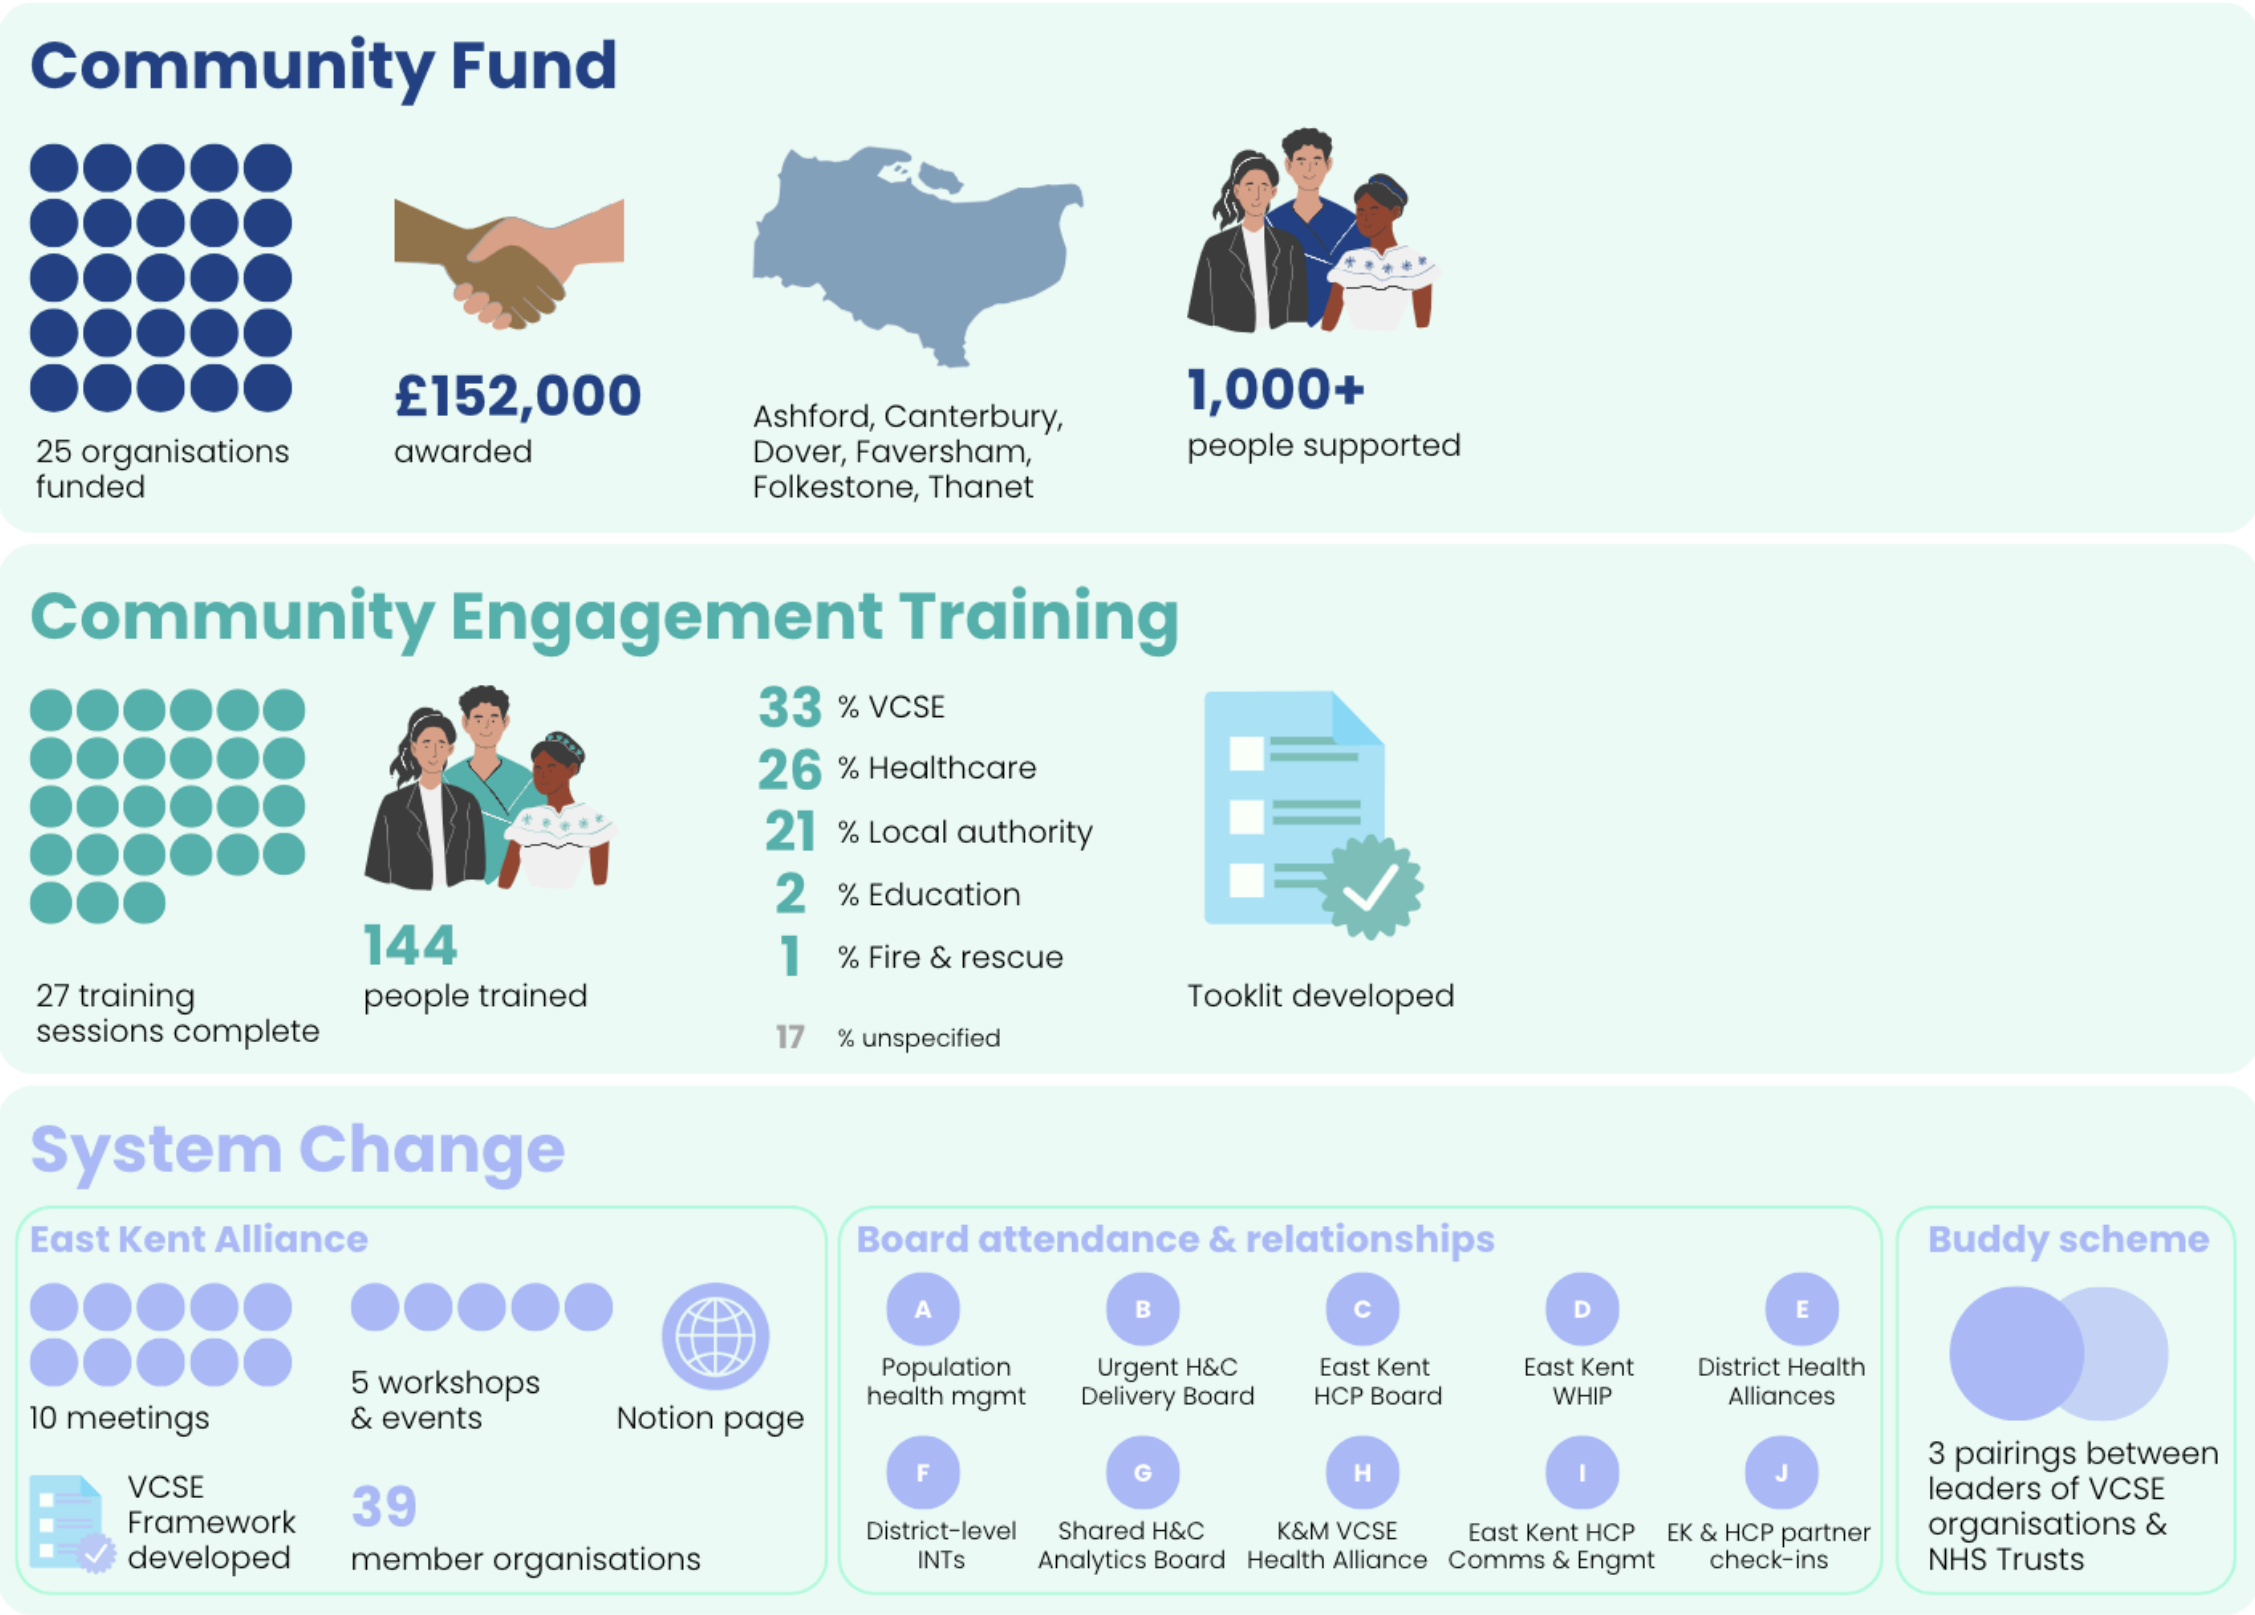 Community Fund
25 organisations
funded
£152,000
awarded
Ashford, Canterbury,
Dover, Faversham,
Folkestone, Thanet
1,000+
people supported
Community Engagement Training
27 training
sessions complete
144
people trained
33 % VCSE
26 % Healthcare
21 % Local authority
2 % Education
1 % Fire & rescue
17 % unspecified
Tooklit developed
System Change
East Kent Alliance
10 meetings
5 workshops
& events
Notion page
VCSE
Framework
developed
39
member organisations
Board attendance & relationships
A
Population
health mgmt
B
Urgent H&C
Delivery Board
C
East Kent
HCP Board
D
East Kent
WHIP
E
District Health
Alliances
F
District-level
INTs
G
Shared H&C
Analytics Board
H
K&M VCSE
Health Alliance
I
East Kent HCP
Comms & Engmt
J
EK & HCP partner
check-ins
Buddy scheme
3 pairings between
leaders of VCSE
organisations &
NHS Trusts